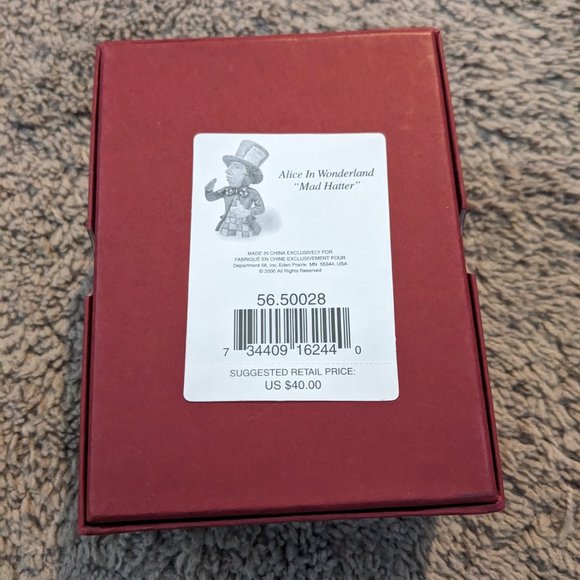 Alice In Wonderland
"Mad Hatter"
MADE IN CHINA EXCLUSIVELY FOR
FABRIQUÉ EN CHINE EXCLUSIVEMENT POUR
Department 56, Inc. Eden Prairie, MN 55344, USA
© 2000 All Rights Reserved
56.50028
7 34409 16244 0
SUGGESTED RETAIL PRICE:
US $40.00